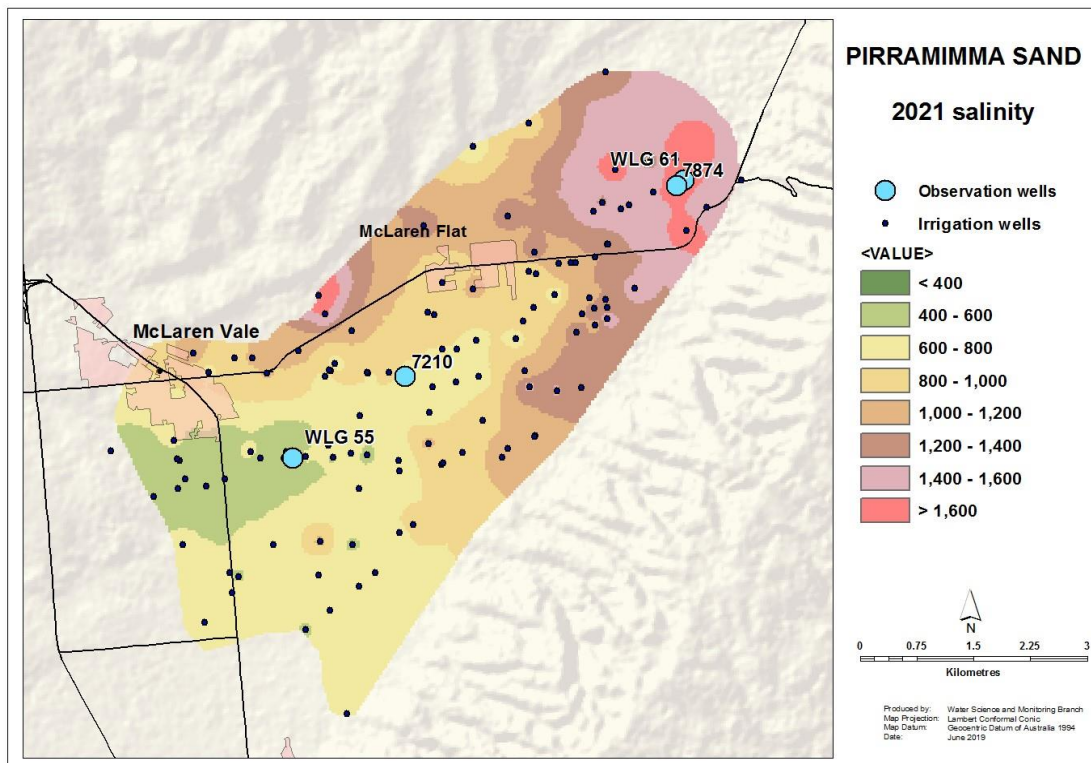 PIRRAMIMMA SAND
2021 salinity
WLG 61
7874
McLaren Flat
McLaren Vale
7210
WLG 55
Observation wells
Irrigation wells
<VALUE>
< 400
400 - 600
600 - 800
800 - 1,000
1,000 - 1,200
1,200 - 1,400
1,400 - 1,600
> 1,600
N
0 0.75 1.5 2.25 3
Kilometres
Produced by: Water Science and Monitoring Branch
Map Projection: Lambert Conformal Conic
Map Datum: Geocentric Datum of Australia 1994
Date: June 2019